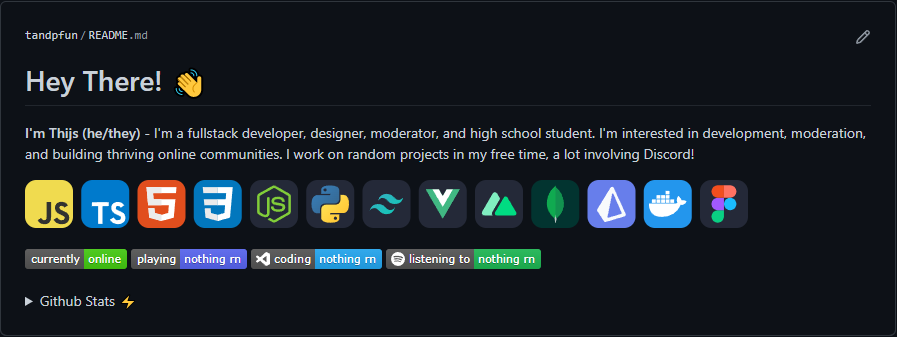 tandpfun / README.md
Hey There! 👋
I'm Thijs (he/they) - I'm a fullstack developer, designer, moderator, and high school student. I'm interested in development, moderation,
and building thriving online communities. I work on random projects in my free time, a lot involving Discord!
JS TS 5 3 JS
currently online playing nothing rn coding nothing rn listening to nothing rn
Github Stats ⚡